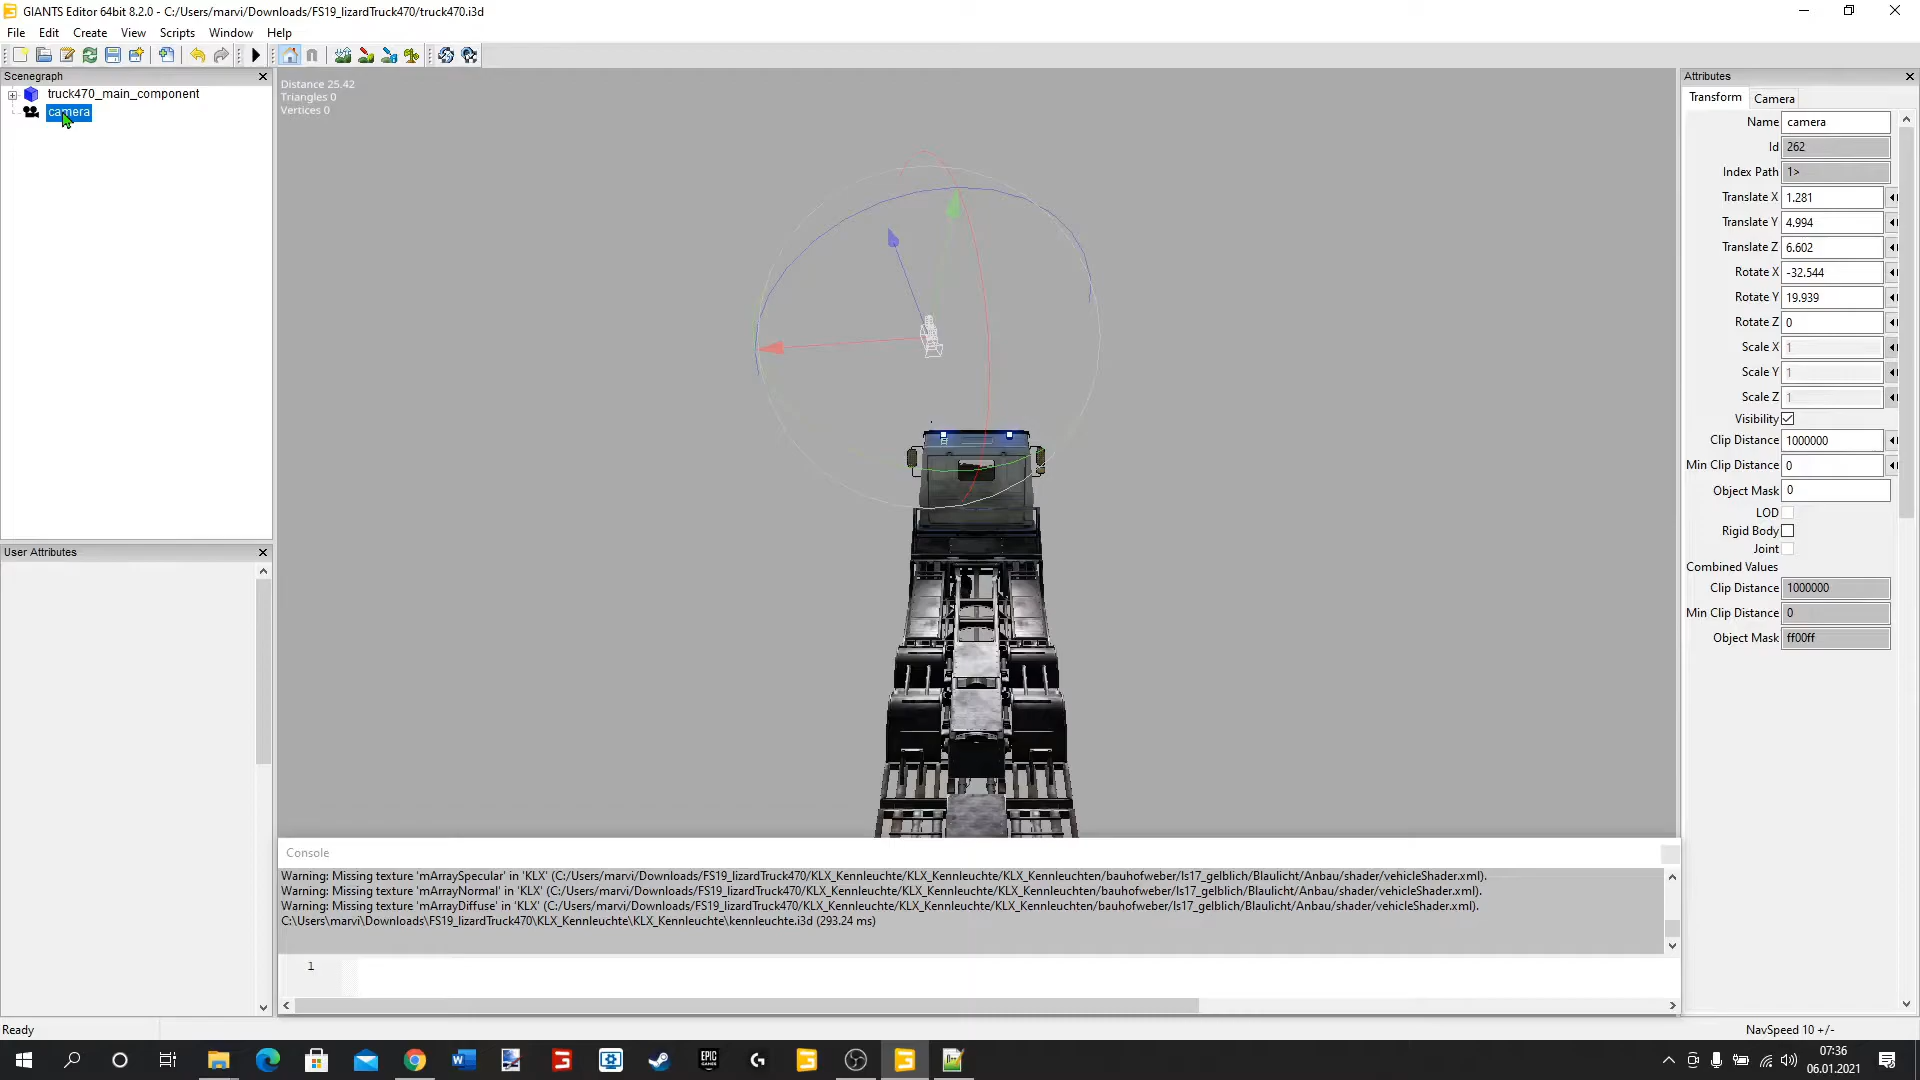 GIANTS Editor 64bit 8.2.0 - C:/Users/marvi/Downloads/FS19_lizardTruck470/truck470.i3d
File Edit Create View Scripts Window Help
Scenegraph
truck470_main_component
camera
Distance 25.42
Triangles 0
Vertices 0
User Attributes
Attributes
Transform Camera
Name camera
Id 262
Index Path 1>
Translate X 1.281
Translate Y 4.994
Translate Z 6.602
Rotate X -32.544
Rotate Y 19.939
Rotate Z 0
Scale X 1
Scale Y 1
Scale Z 1
Visibility
Clip Distance 1000000
Min Clip Distance 0
Object Mask 0
LOD
Rigid Body
Joint
Combined Values
Clip Distance 1000000
Min Clip Distance 0
Object Mask ff00ff
Console
Warning: Missing texture 'mArraySpecular' in 'KLX' (C:/Users/marvi/Downloads/FS19_lizardTruck470/KLX_Kennleuchte/KLX_Kennleuchte/KLX_Kennleuchten/bauhofweber/ls17_gelblich/Blaulicht/Anbau/shader/vehicleShader.xml).
Warning: Missing texture 'mArrayNormal' in 'KLX' (C:/Users/marvi/Downloads/FS19_lizardTruck470/KLX_Kennleuchte/KLX_Kennleuchte/KLX_Kennleuchten/bauhofweber/ls17_gelblich/Blaulicht/Anbau/shader/vehicleShader.xml).
Warning: Missing texture 'mArrayDiffuse' in 'KLX' (C:/Users/marvi/Downloads/FS19_lizardTruck470/KLX_Kennleuchte/KLX_Kennleuchte/KLX_Kennleuchten/bauhofweber/ls17_gelblich/Blaulicht/Anbau/shader/vehicleShader.xml).
C:\Users\marvi\Downloads\FS19_lizardTruck470\KLX_Kennleuchte\KLX_Kennleuchte\kennleuchte.i3d (293.24 ms)
1
Ready
NavSpeed 10 +/-
EPIC
07:36
06.01.2021